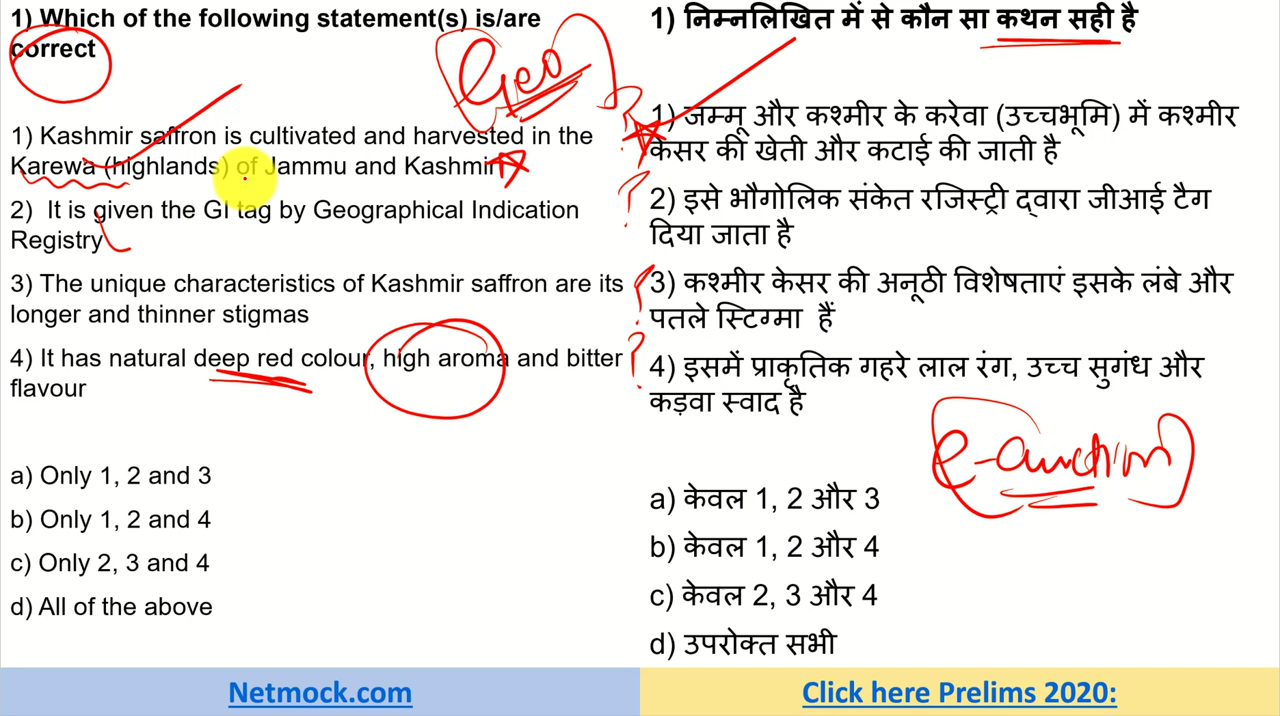 1) Which of the following statement(s) is/are
correct
1) Kashmir saffron is cultivated and harvested in the
Karewa (highlands) of Jammu and Kashmir
2) It is given the GI tag by Geographical Indication
Registry
3) The unique characteristics of Kashmir saffron are its
longer and thinner stigmas
4) It has natural deep red colour, high aroma and bitter
flavour
a) Only 1, 2 and 3
b) Only 1, 2 and 4
c) Only 2, 3 and 4
d) All of the above
Netmock.com
Geo
1) निम्नलिखित में से कौन सा कथन सही है
1) जम्मू और कश्मीर के करेवा (उच्चभूमि) में कश्मीर
केसर की खेती और कटाई की जाती है
2) इसे भौगोलिक संकेत रजिस्ट्री द्वारा जीआई टैग
दिया जाता है
3) कश्मीर केसर की अनूठी विशेषताएं इसके लंबे और
पतले स्टिग्मा हैं
4) इसमें प्राकृतिक गहरे लाल रंग, उच्च सुगंध और
कड़वा स्वाद है
e-auction
a) केवल 1, 2 और 3
b) केवल 1, 2 और 4
c) केवल 2, 3 और 4
d) उपरोक्त सभी
Click here Prelims 2020: